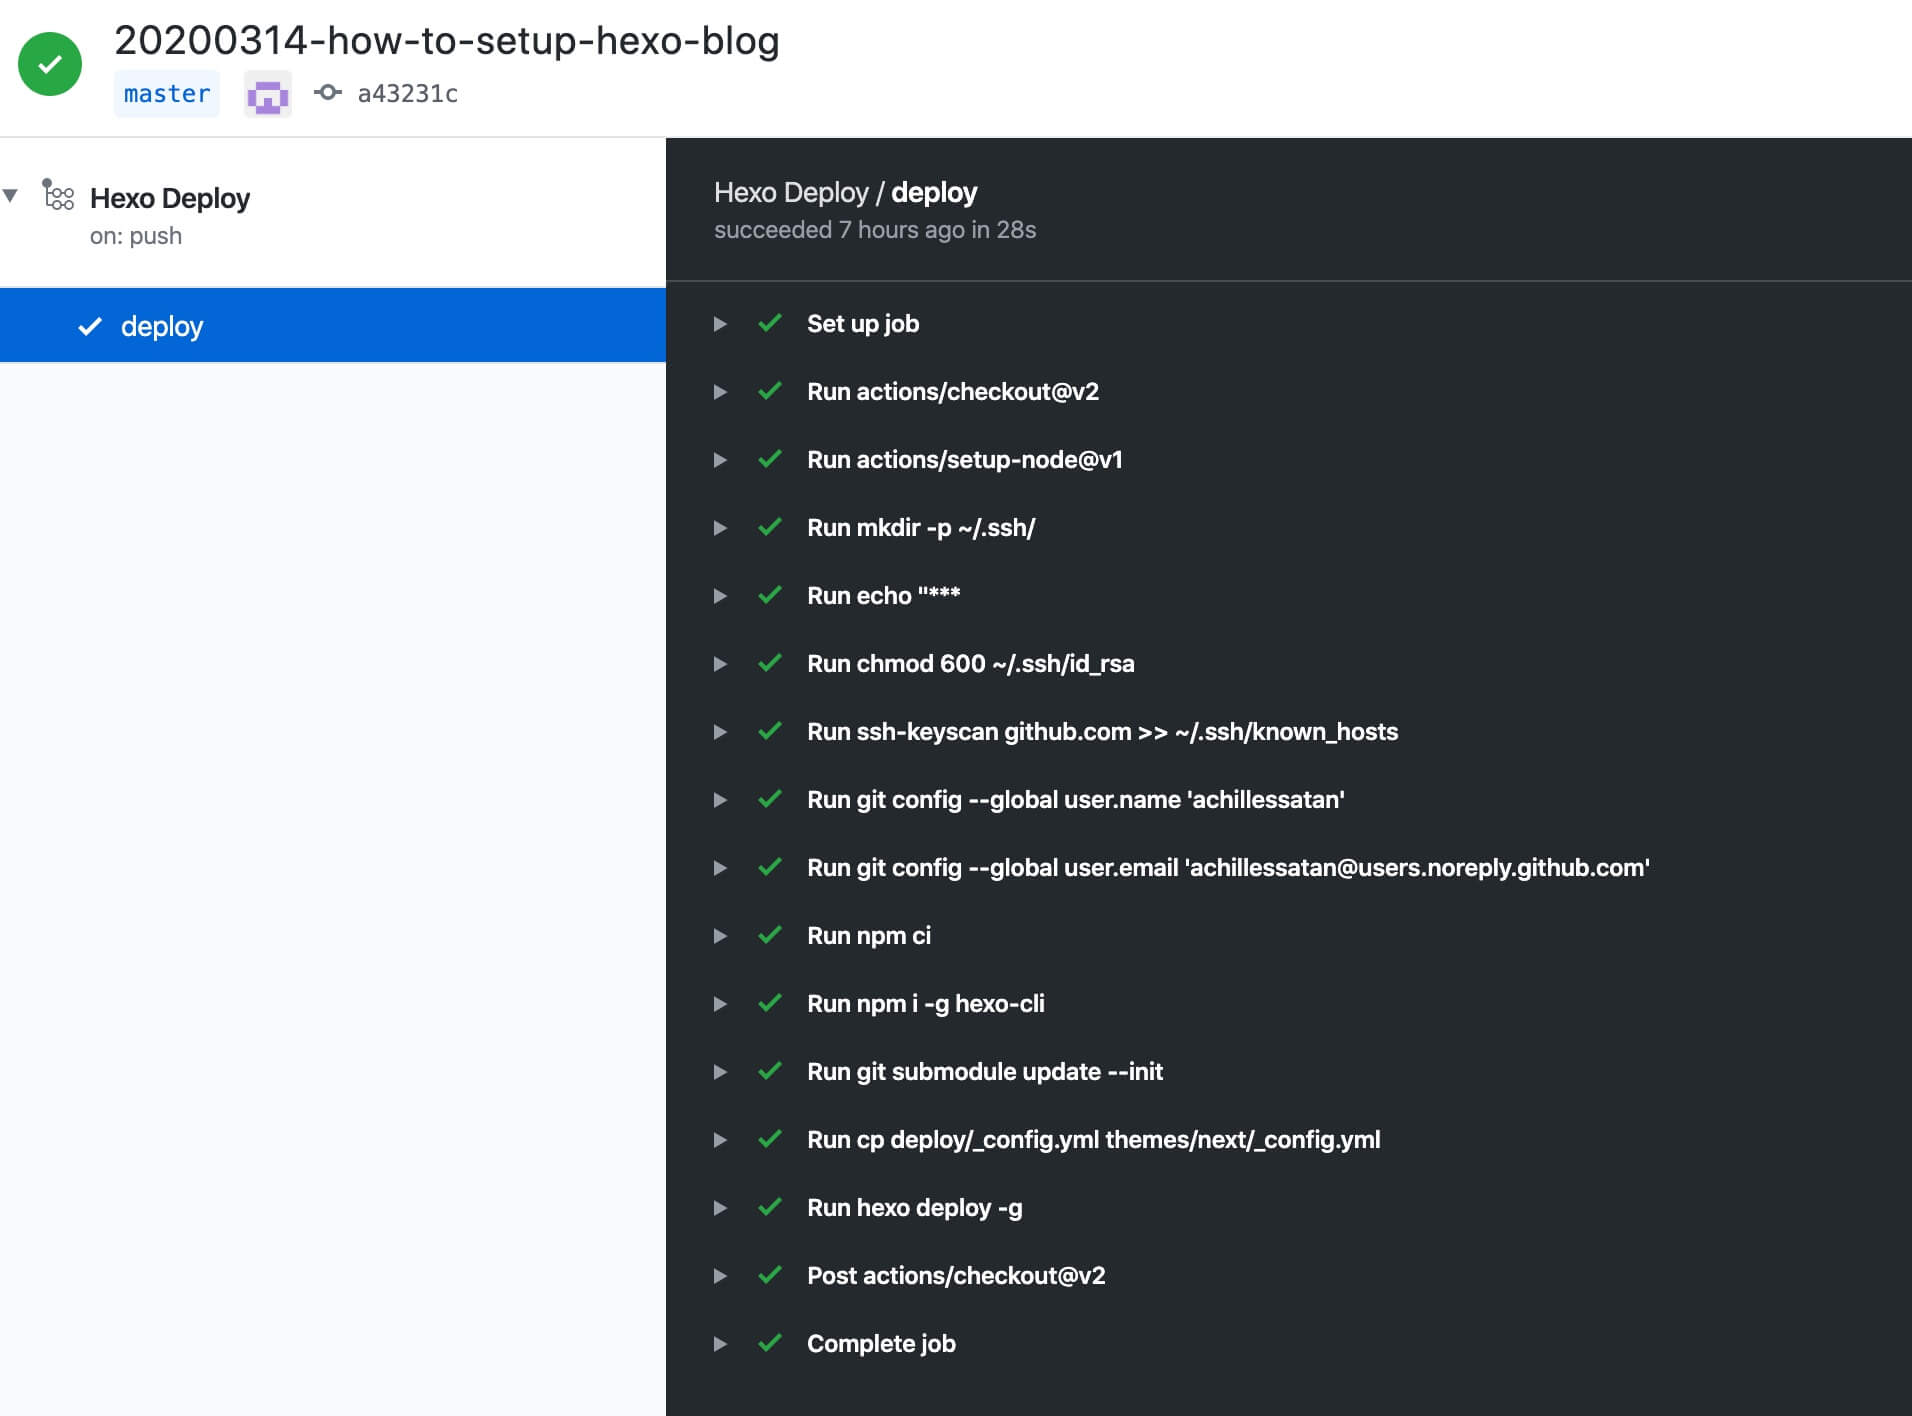 20200314-how-to-setup-hexo-blog
master a43231c
Hexo Deploy
on: push
deploy
Hexo Deploy / deploy
succeeded 7 hours ago in 28s
Set up job
Run actions/checkout@v2
Run actions/setup-node@v1
Run mkdir -p ~/.ssh/
Run echo "***
Run chmod 600 ~/.ssh/id_rsa
Run ssh-keyscan github.com >> ~/.ssh/known_hosts
Run git config --global user.name 'achillessatan'
Run git config --global user.email 'achillessatan@users.noreply.github.com'
Run npm ci
Run npm i -g hexo-cli
Run git submodule update --init
Run cp deploy/_config.yml themes/next/_config.yml
Run hexo deploy -g
Post actions/checkout@v2
Complete job